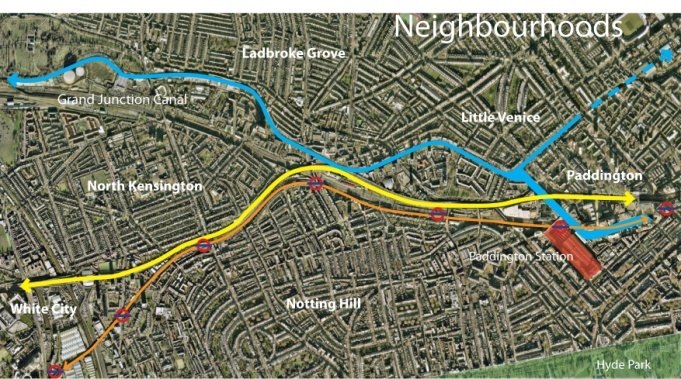 Neighbourhoods
Ladbroke Grove
Grand Junction Canal
Little Venice
Paddington
North Kensington
Paddington Station
White City
Notting Hill
Hyde Park